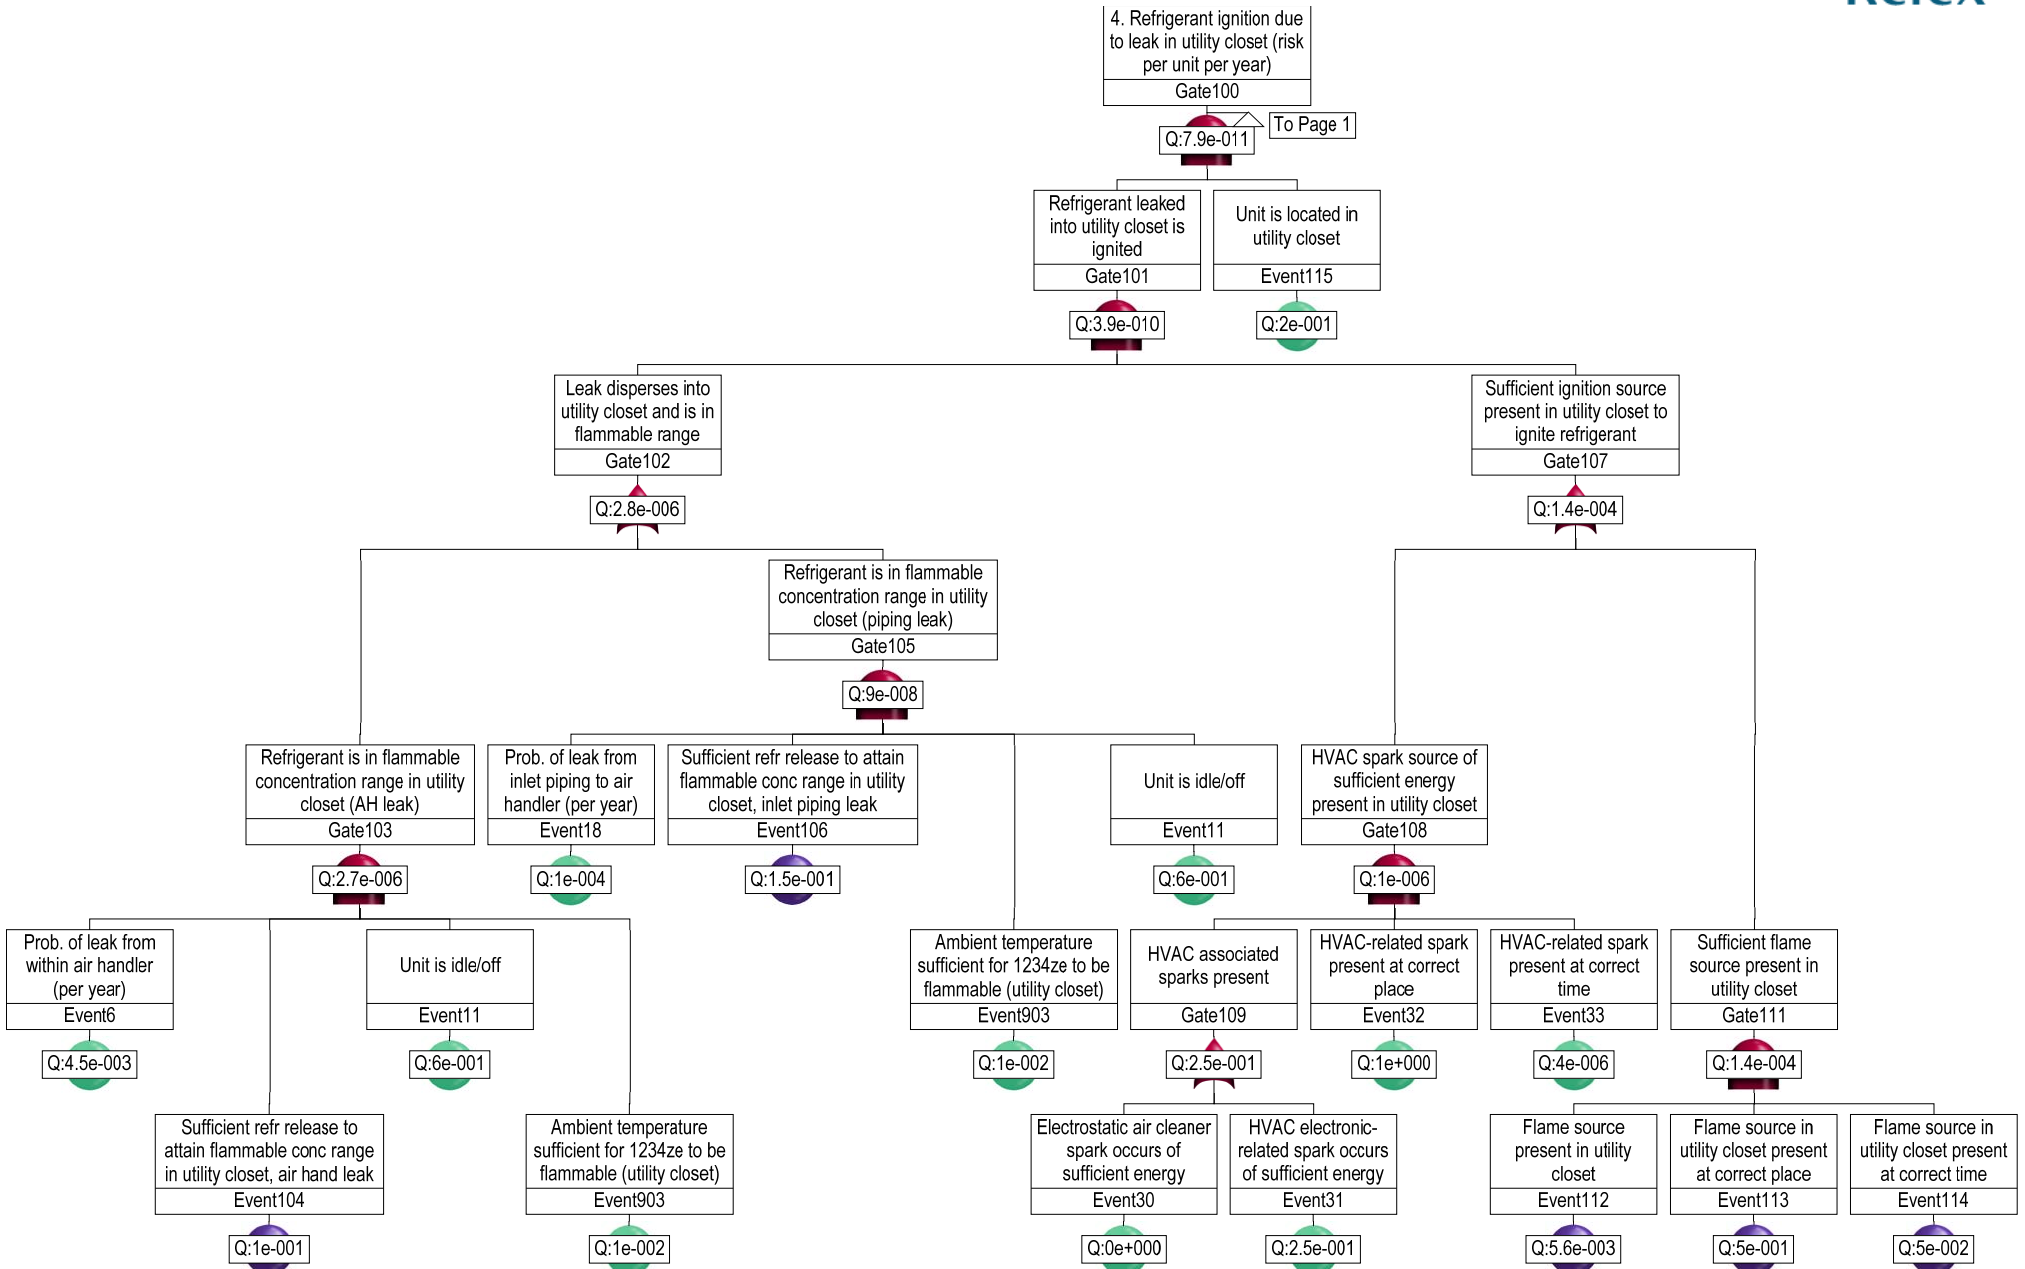 4. Refrigerant ignition due
to leak in utility closet (risk
per unit per year)
Gate100
To Page 1
Q:7.9e-011
Refrigerant leaked
into utility closet is
ignited
Gate101
Q:3.9e-010
Unit is located in
utility closet
Event115
Q:2e-001
Leak disperses into
utility closet and is in
flammable range
Gate102
Q:2.8e-006
Sufficient ignition source
present in utility closet to
ignite refrigerant
Gate107
Q:1.4e-004
Refrigerant is in flammable
concentration range in utility
closet (piping leak)
Gate105
Q:9e-008
Refrigerant is in flammable
concentration range in utility
closet (AH leak)
Gate103
Q:2.7e-006
Prob. of leak from
inlet piping to air
handler (per year)
Event18
Q:1e-004
Sufficient refr release to attain
flammable conc range in utility
closet, inlet piping leak
Event106
Q:1.5e-001
Unit is idle/off
Event11
Q:6e-001
HVAC spark source of
sufficient energy
present in utility closet
Gate108
Q:1e-006
Prob. of leak from
within air handler
(per year)
Event6
Q:4.5e-003
Unit is idle/off
Event11
Q:6e-001
Ambient temperature
sufficient for 1234ze to be
flammable (utility closet)
Event903
Q:1e-002
HVAC associated
sparks present
Gate109
Q:2.5e-001
HVAC-related spark
present at correct
place
Event32
Q:1e+000
HVAC-related spark
present at correct
time
Event33
Q:4e-006
Sufficient flame
source present in
utility closet
Gate111
Q:1.4e-004
Sufficient refr release to
attain flammable conc range
in utility closet, air hand leak
Event104
Q:1e-001
Ambient temperature
sufficient for 1234ze to be
flammable (utility closet)
Event903
Q:1e-002
Electrostatic air cleaner
spark occurs of
sufficient energy
Event30
Q:0e+000
HVAC electronic-
related spark occurs
of sufficient energy
Event31
Q:2.5e-001
Flame source
present in utility
closet
Event112
Q:5.6e-003
Flame source in
utility closet present
at correct place
Event113
Q:5e-001
Flame source in
utility closet present
at correct time
Event114
Q:5e-002